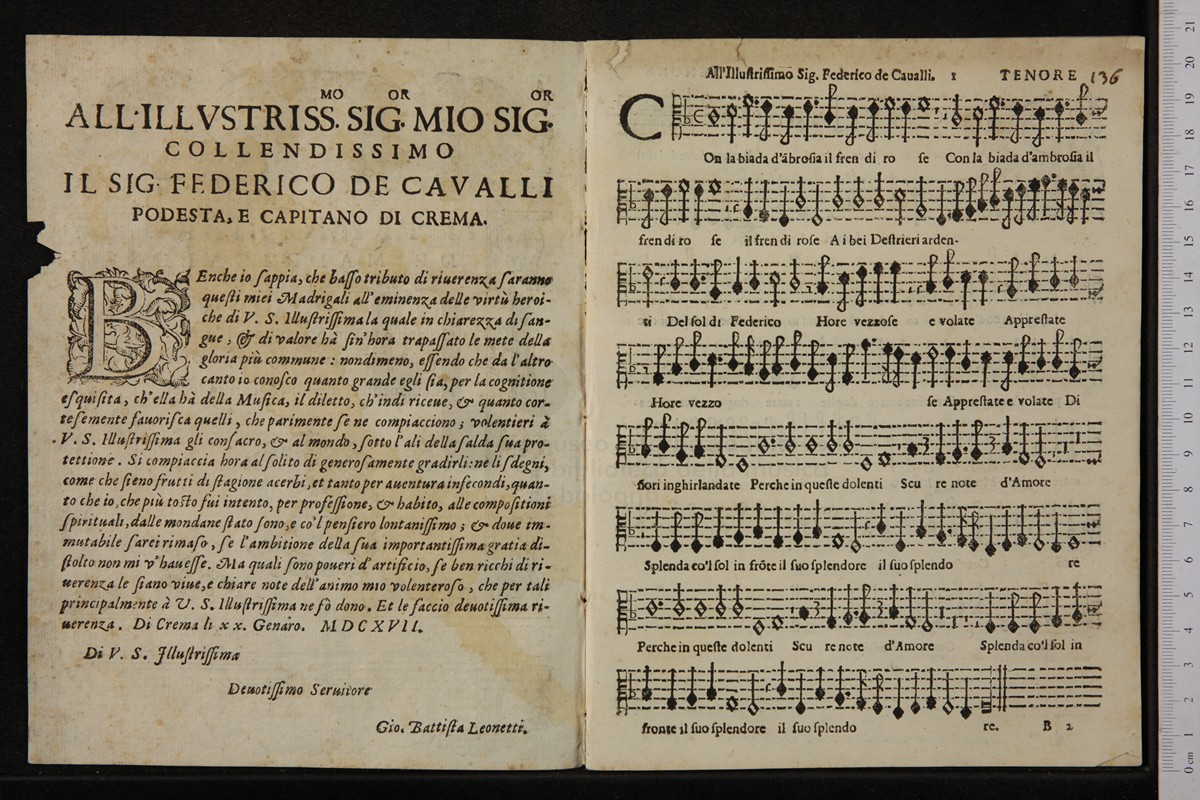 MO OR OR
ALL'ILLVSTRISS. SIG. MIO SIG.
COLLENDISSIMO
IL SIG. FEDERICO DE CAVALLI
PODESTA, E CAPITANO DI CREMA.
BEnche io ſappia, che baſſo tributo di riuerenza ſaranno
queſti miei Madrigali all'eminenza delle virtù heroi-
che di V. S. Illuſtriſſima la quale in chiarezza di ſan-
gue, & di valore hà ſin'hora trapaſſato le mete della
gloria più commune: nondimeno, eſſendo che da l'altro
canto io conoſco quanto grande egli ſia, per la cognitione
eſquiſita, ch'ella hà della Muſica, il diletto, ch'indi riceue, & quanto cor-
teſemente fauoriſca quelli, che parimente ſe ne compiacciono; volentieri à
V. S. Illuſtriſſima gli conſacro, & al mondo, ſotto l'ali della ſalda ſua pro-
tettione. Si compiaccia hora al ſolito di generoſamente gradirli: ne li ſdegni,
come che ſieno frutti di ſtagione acerbi, et tanto per auentura inſecondi, quan-
to che io, che più toſto fui intento, per profeſſione, & habito, alle compoſitioni
ſpirituali, dalle mondane ſtato ſono, e co'l penſiero lontaniſſimo; & doue im-
mutabile ſarei rimaſo, ſe l'ambitione della ſua importantiſſima gratia di-
ſtolto non mi v'haueſſe. Ma quali ſono poueri d'artificio, ſe ben ricchi di ri-
uerenza le ſiano viue, e chiare note dell'animo mio volenteroſo, che per tali
principalmente à V. S. Illuſtriſſima ne fò dono. Et le faccio deuotiſſima ri-
uerenza. Di Crema li xx. Genaro. MDCXVII.
Di V. S. Illuſtriſſima
Deuotiſſimo Seruitore
Gio. Battiſta Leonetti.
All'Illuſtriſſimo Sig. Federico de Caualli. 1 TENORE 136
COn la biada d'ãbroſia il fren di ro ſe Con la biada d'ambroſia il
fren di ro ſe il fren di roſe A i bei Deſtrieri arden-
ti Del ſol di Federico Hore vezzoſe e volate Appreſtate
Hore vezzo ſe Appreſtate e volate Di
fiori inghirlandate Perche in queſte dolenti Scu re note d'Amore
Splenda co'l ſol in frõte il ſuo ſplendore il ſuo ſplendo re
Perche in queſte dolenti Scu re note d'Amore Splenda co'l ſol in
fronte il ſuo ſplendore il ſuo ſplendo re. B 2